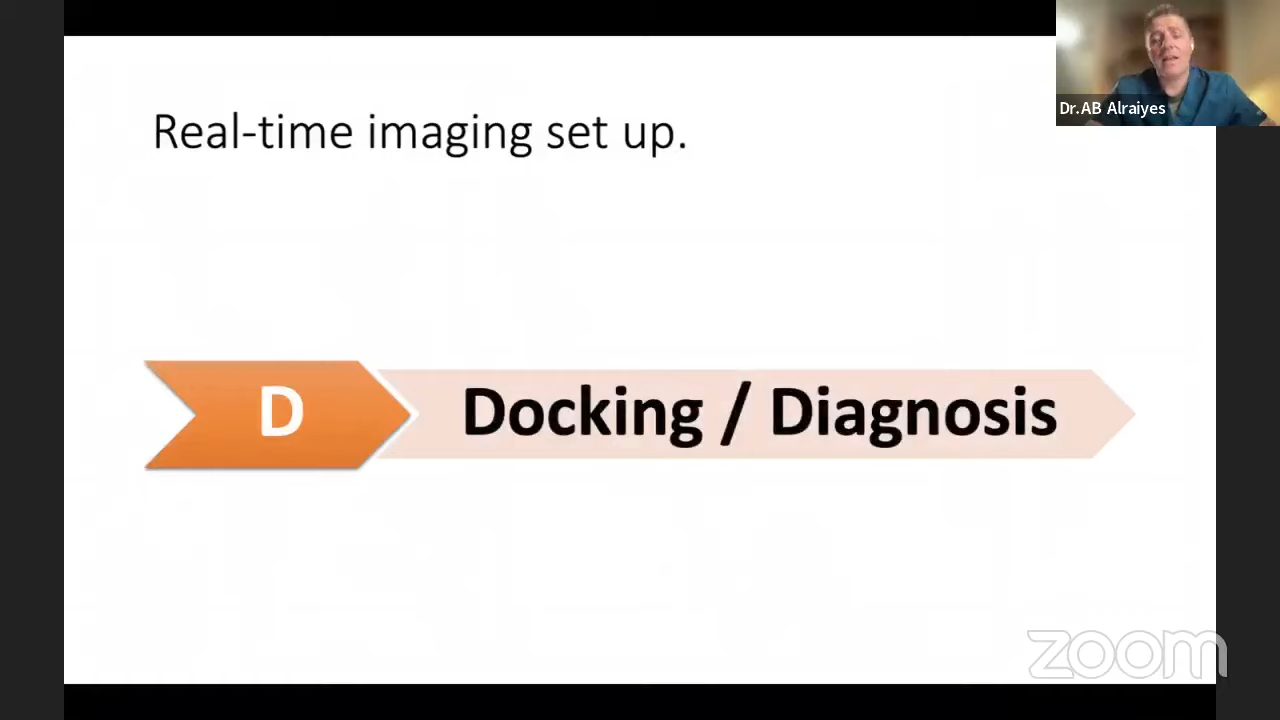 Real-time imaging set up.
Dr.AB Alraiyes
D
Docking / Diagnosis
zoom